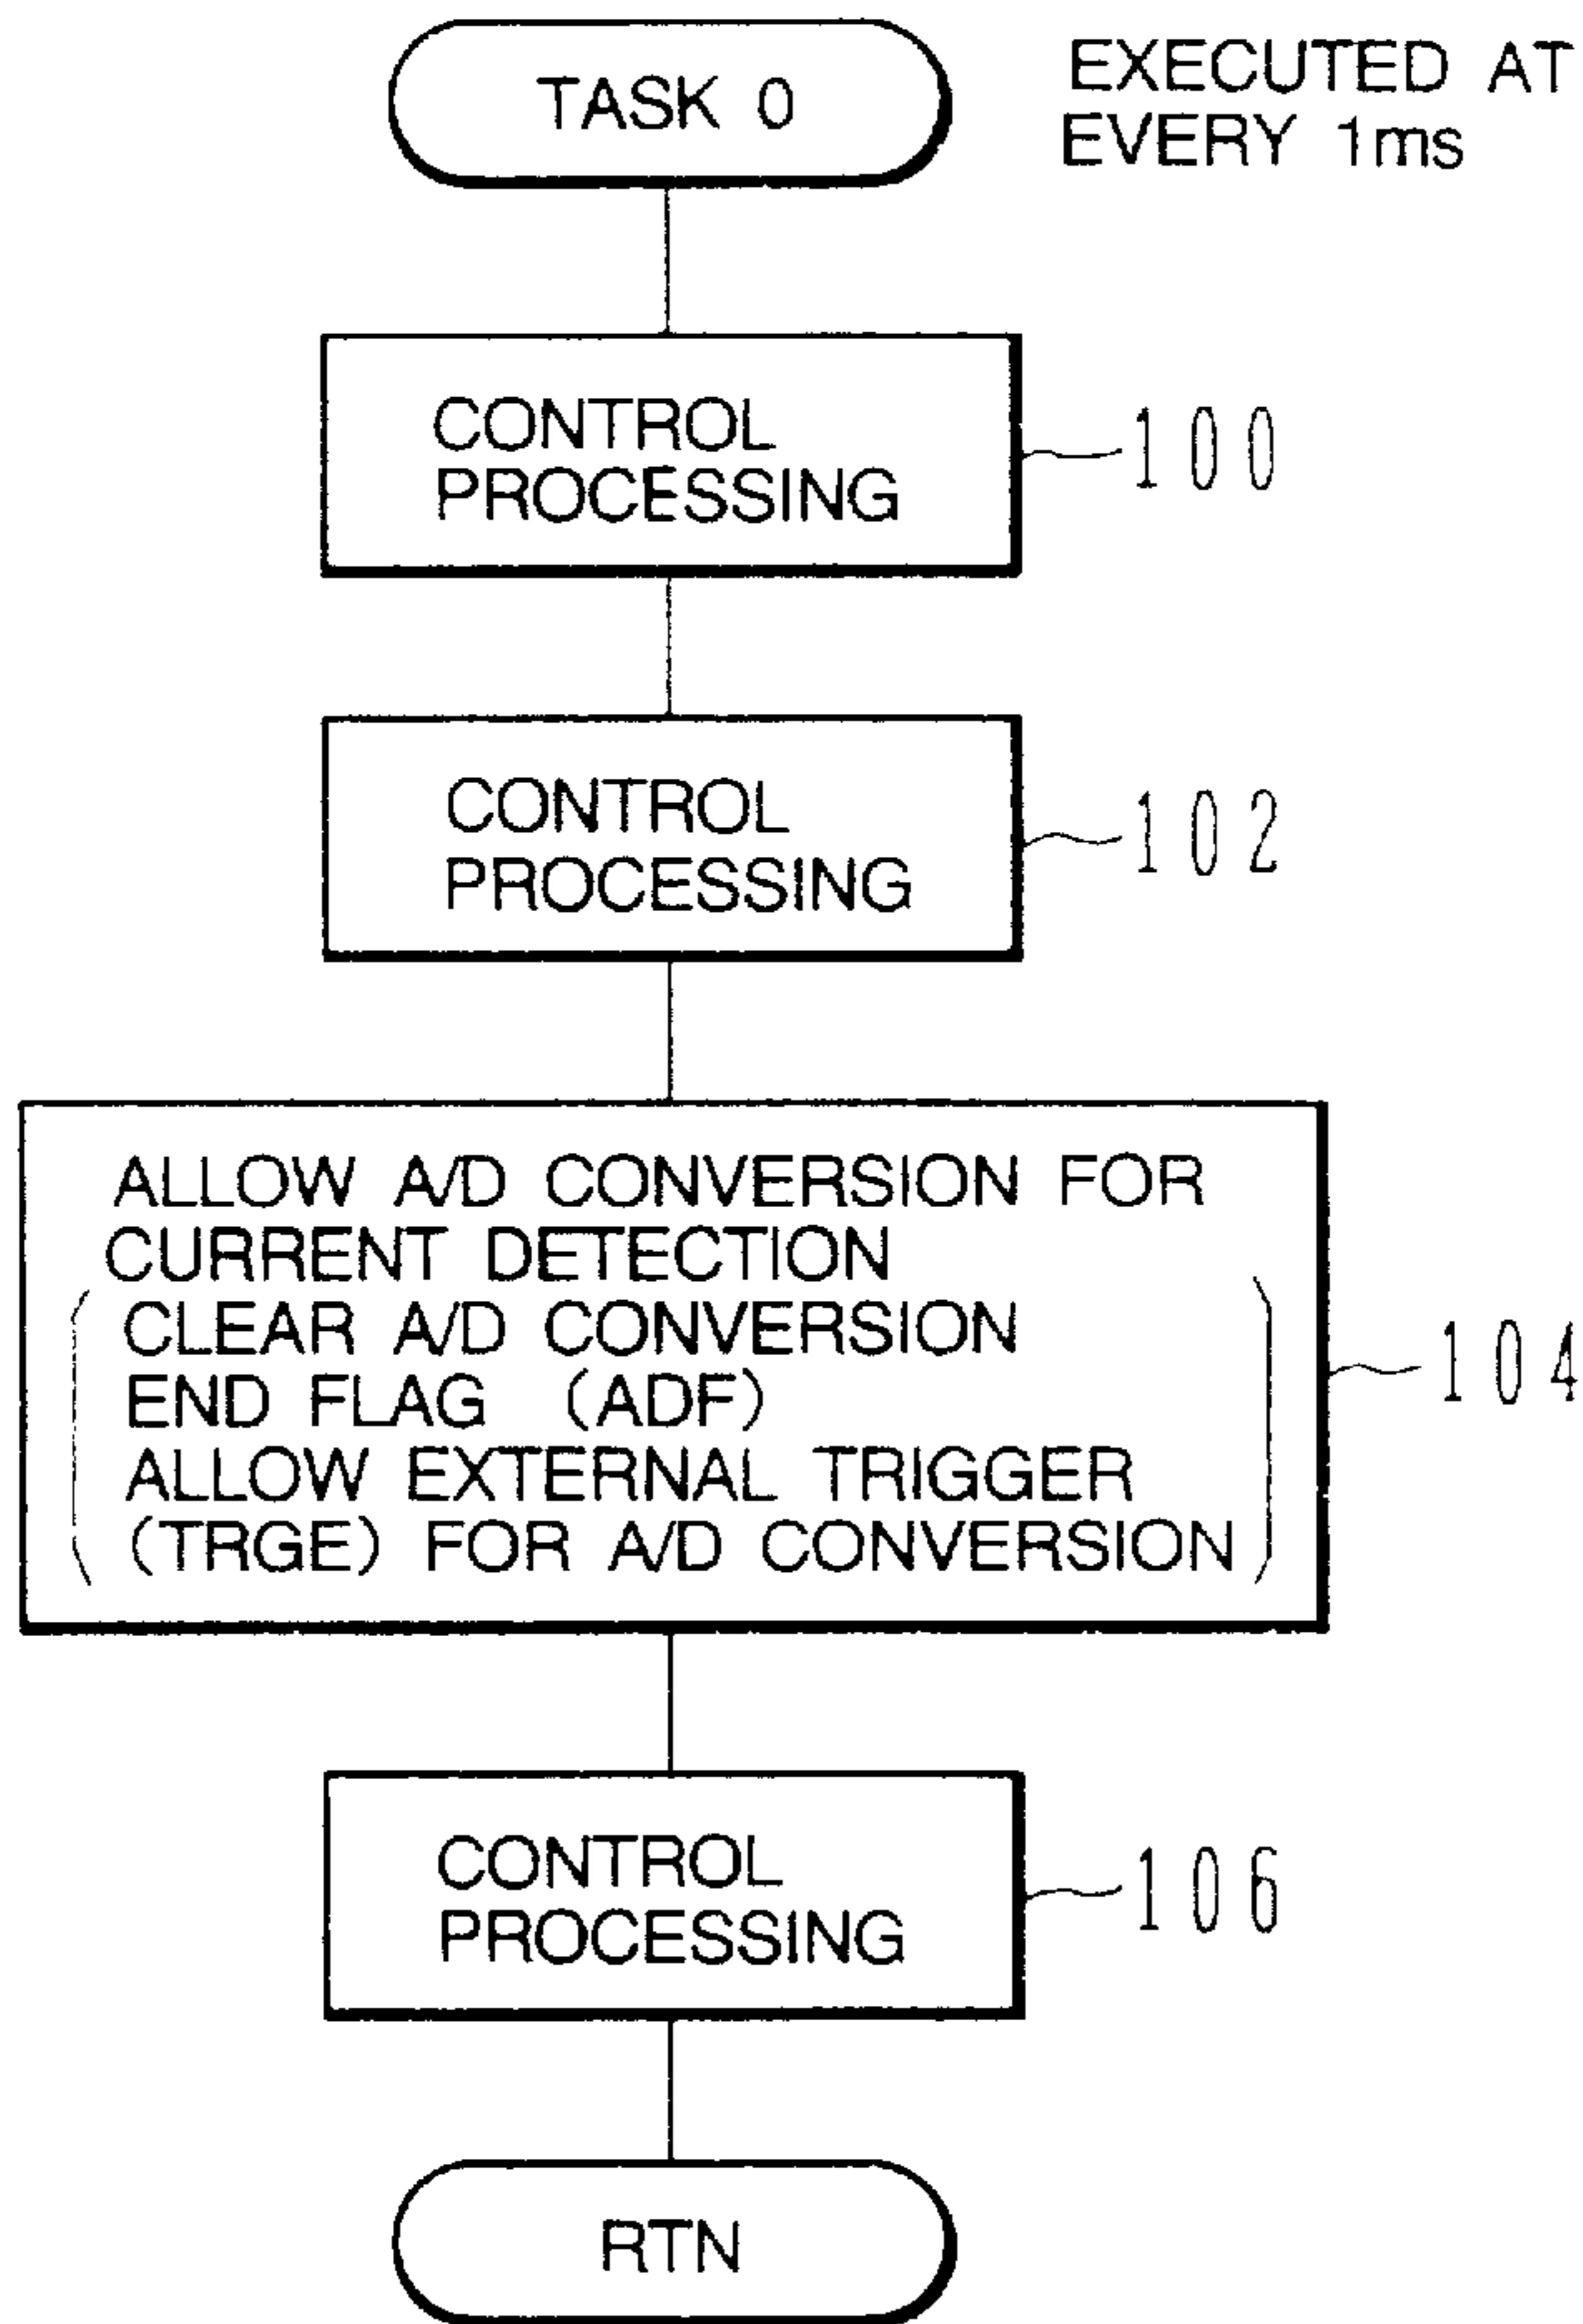 TASK 0
EXECUTED AT
EVERY 1ms
CONTROL
PROCESSING
100
CONTROL
PROCESSING
102
ALLOW A/D CONVERSION FOR
CURRENT DETECTION
CLEAR A/D CONVERSION
END FLAG (ADF)
ALLOW EXTERNAL TRIGGER
(TRGE) FOR A/D CONVERSION
104
CONTROL
PROCESSING
106
RTN